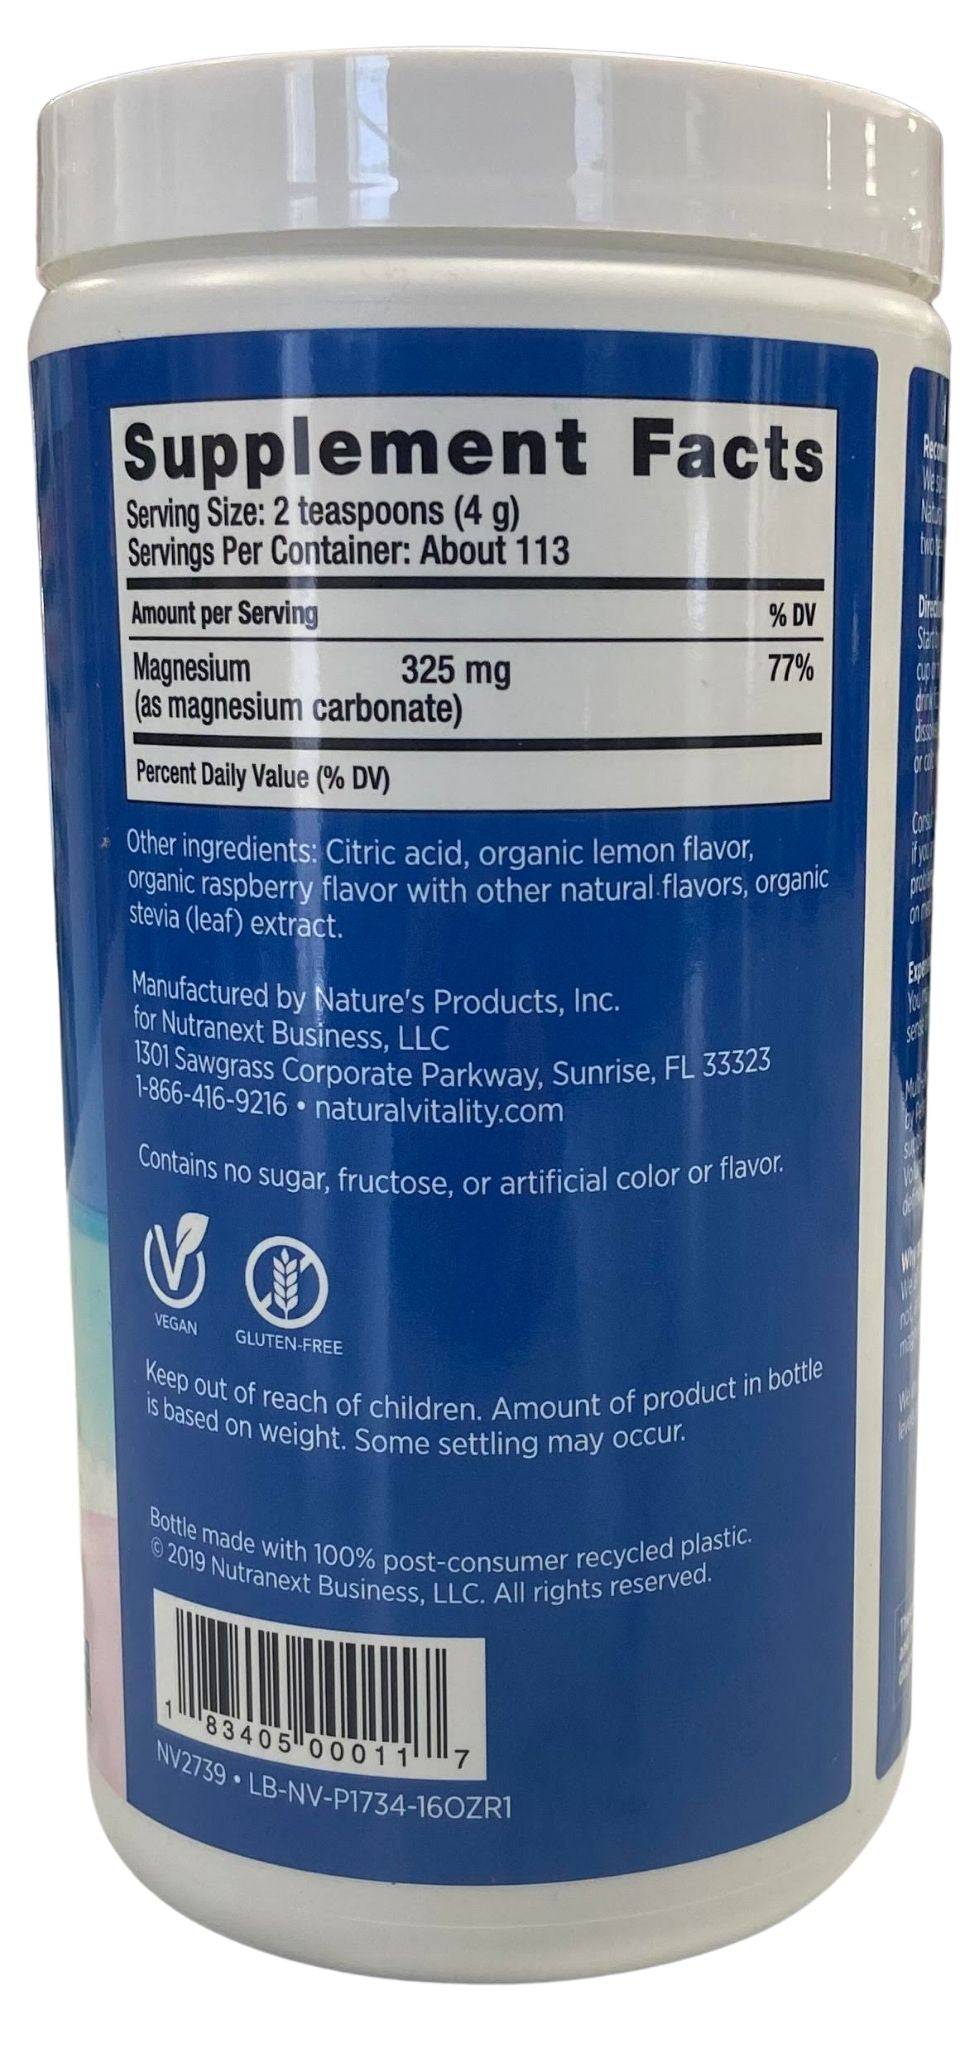 Supplement Facts
Serving Size: 2 teaspoons (4 g)
Servings Per Container: About 113
Amount per Serving % DV
Magnesium 325 mg 77%
(as magnesium carbonate)
Percent Daily Value (% DV)
Other ingredients: Citric acid, organic lemon flavor,
organic raspberry flavor with other natural flavors, organic
stevia (leaf) extract.
Manufactured by Nature's Products, Inc.
for Nutranext Business, LLC
1301 Sawgrass Corporate Parkway, Sunrise, FL 33323
1-866-416-9216 • naturalvitality.com
Contains no sugar, fructose, or artificial color or flavor.
VEGAN
GLUTEN-FREE
Keep out of reach of children. Amount of product in bottle
is based on weight. Some settling may occur.
Bottle made with 100% post-consumer recycled plastic.
© 2019 Nutranext Business, LLC. All rights reserved.
1 83405 00011 7
NV2739 • LB-NV-P1734-16OZR1
We
two
cup
or